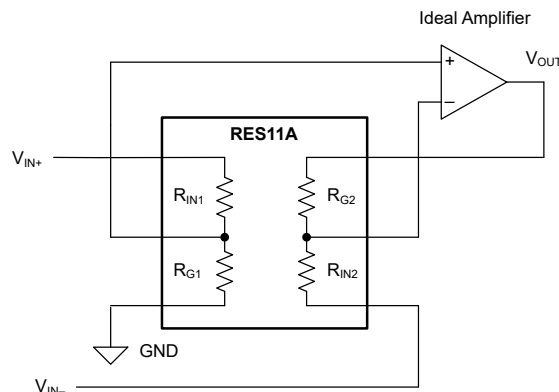 Ideal Amplifier
V_OUT
+
−
RES11A
V_IN+
R_IN1
R_G2
R_G1
R_IN2
GND
V_IN−